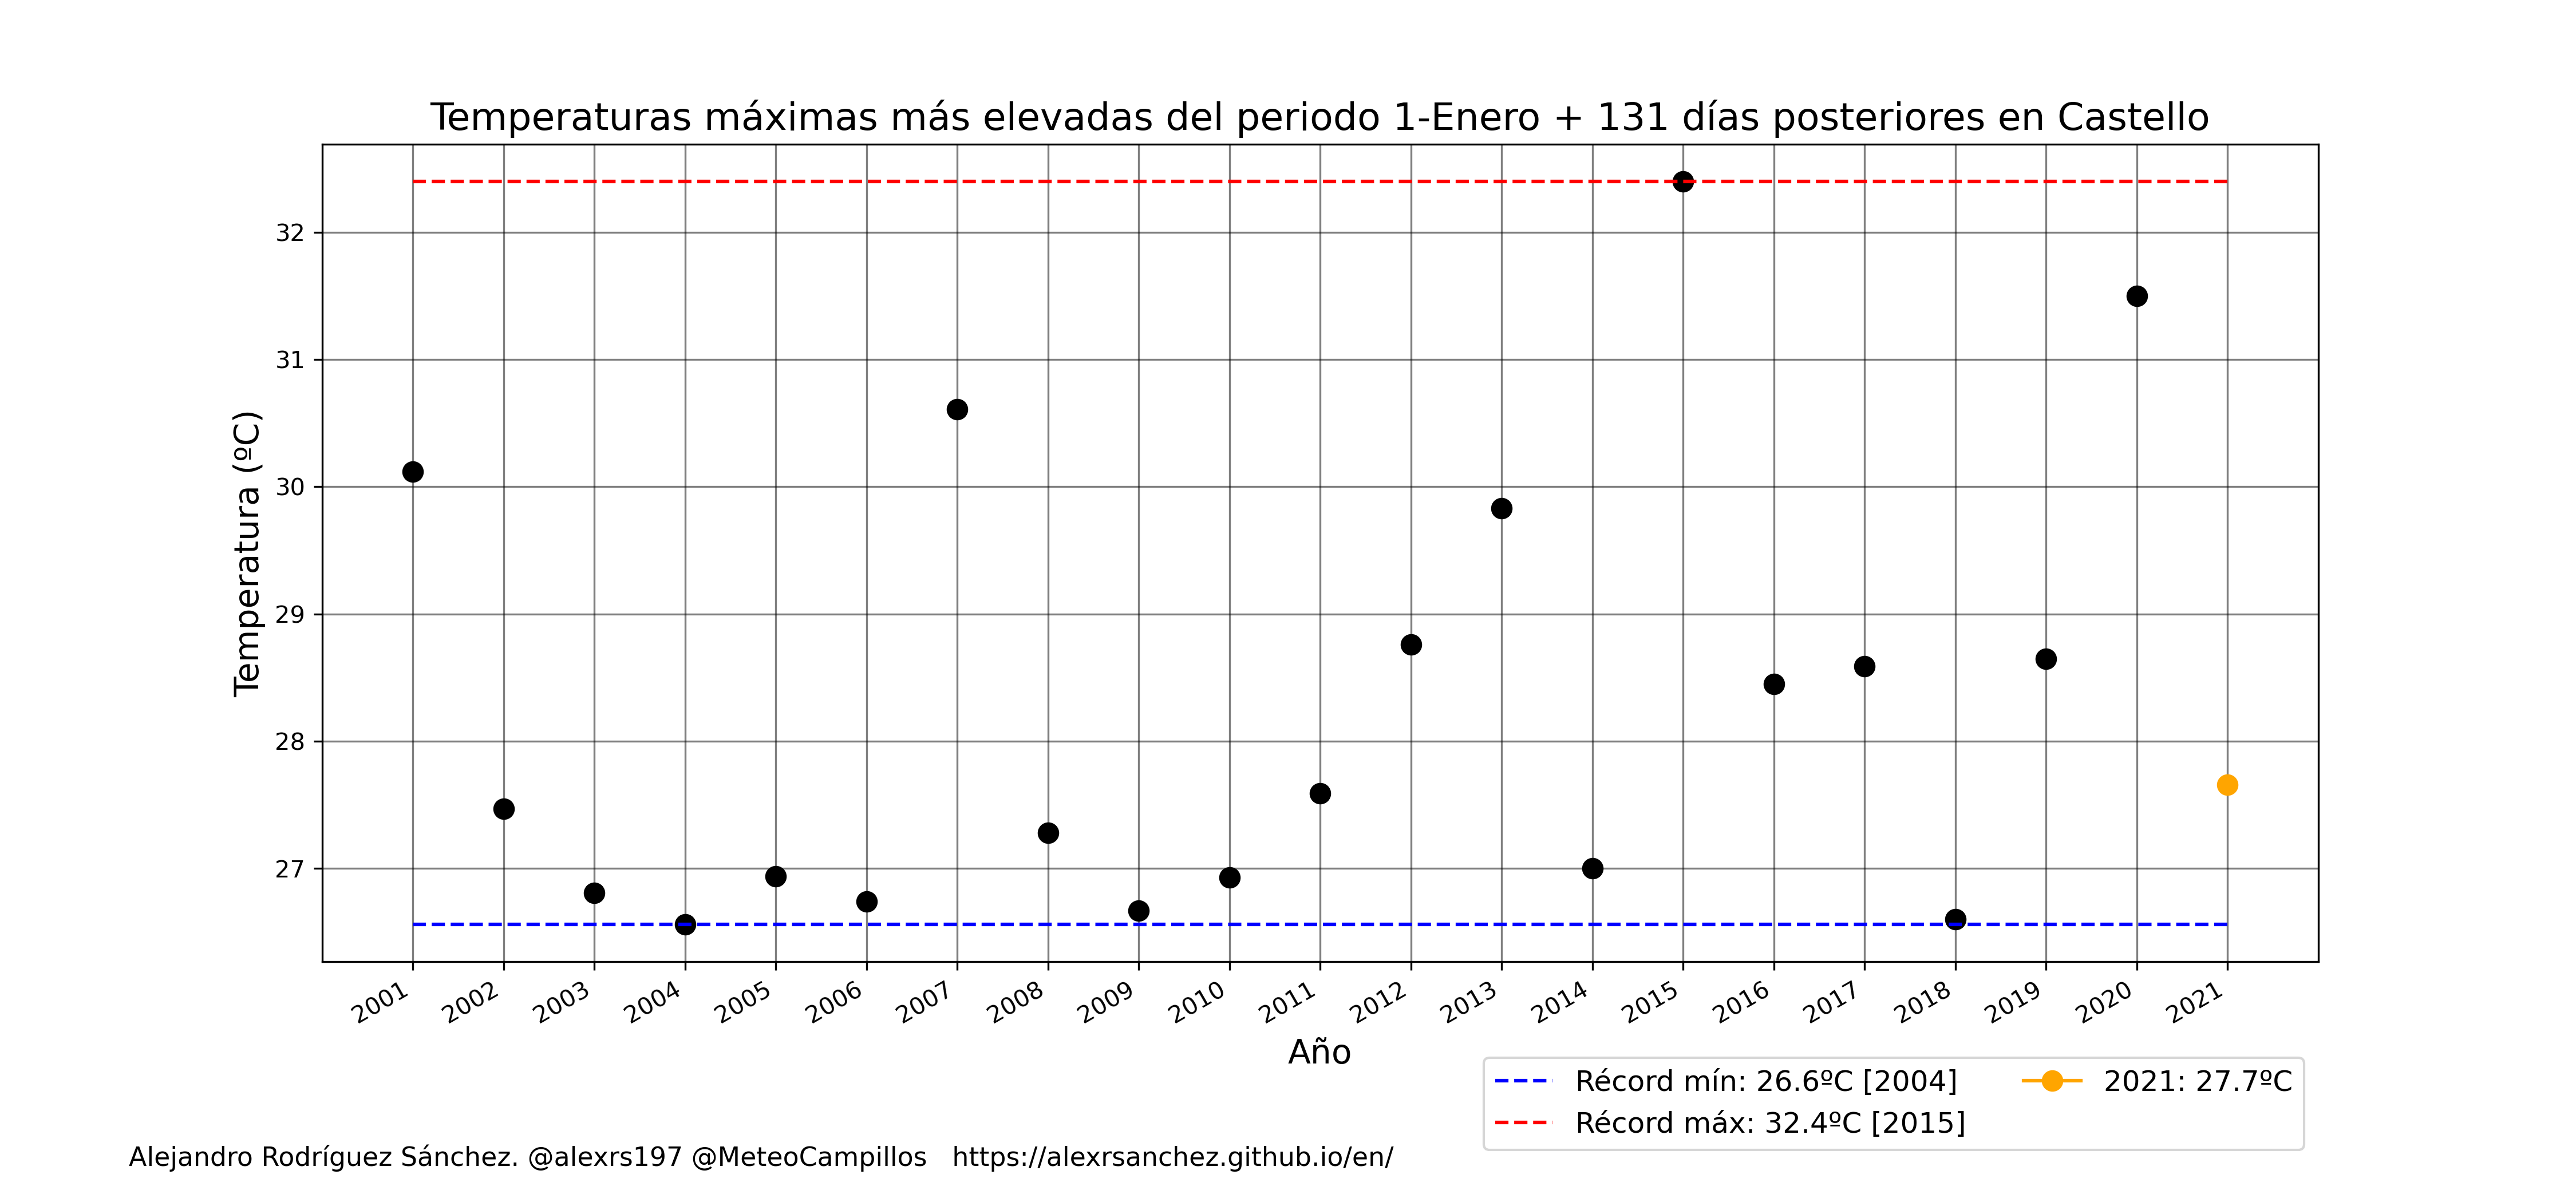 Temperaturas máximas más elevadas del periodo 1-Enero + 131 días posteriores en Castello
Temperatura (ºC)
32
31
30
29
28
27
2001 2002 2003 2004 2005 2006 2007 2008 2009 2010 2011 2012 2013 2014 2015 2016 2017 2018 2019 2020 2021
Año
Récord mín: 26.6ºC [2004]
Récord máx: 32.4ºC [2015]
2021: 27.7ºC
Alejandro Rodríguez Sánchez. @alexrs197 @MeteoCampillos https://alexrsanchez.github.io/en/